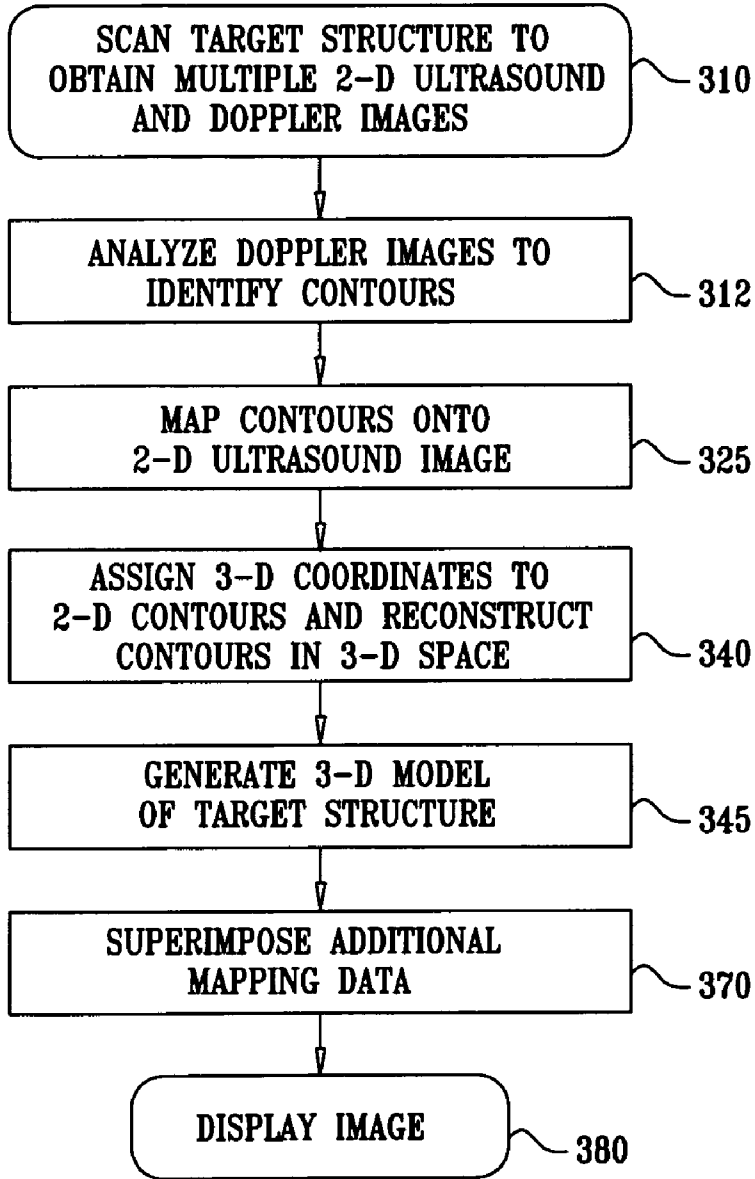 SCAN TARGET STRUCTURE TO
OBTAIN MULTIPLE 2-D ULTRASOUND
AND DOPPLER IMAGES
310
ANALYZE DOPPLER IMAGES TO
IDENTIFY CONTOURS
312
MAP CONTOURS ONTO
2-D ULTRASOUND IMAGE
325
ASSIGN 3-D COORDINATES TO
2-D CONTOURS AND RECONSTRUCT
CONTOURS IN 3-D SPACE
340
GENERATE 3-D MODEL
OF TARGET STRUCTURE
345
SUPERIMPOSE ADDITIONAL
MAPPING DATA
370
DISPLAY IMAGE
380